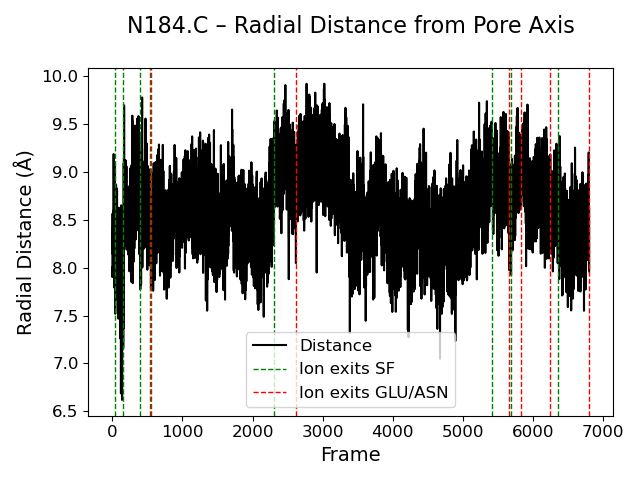 N184.C – Radial Distance from Pore Axis
Radial Distance (Å)
10.0
9.5
9.0
8.5
8.0
7.5
7.0
6.5
Distance
Ion exits SF
Ion exits GLU/ASN
0 1000 2000 3000 4000 5000 6000 7000
Frame